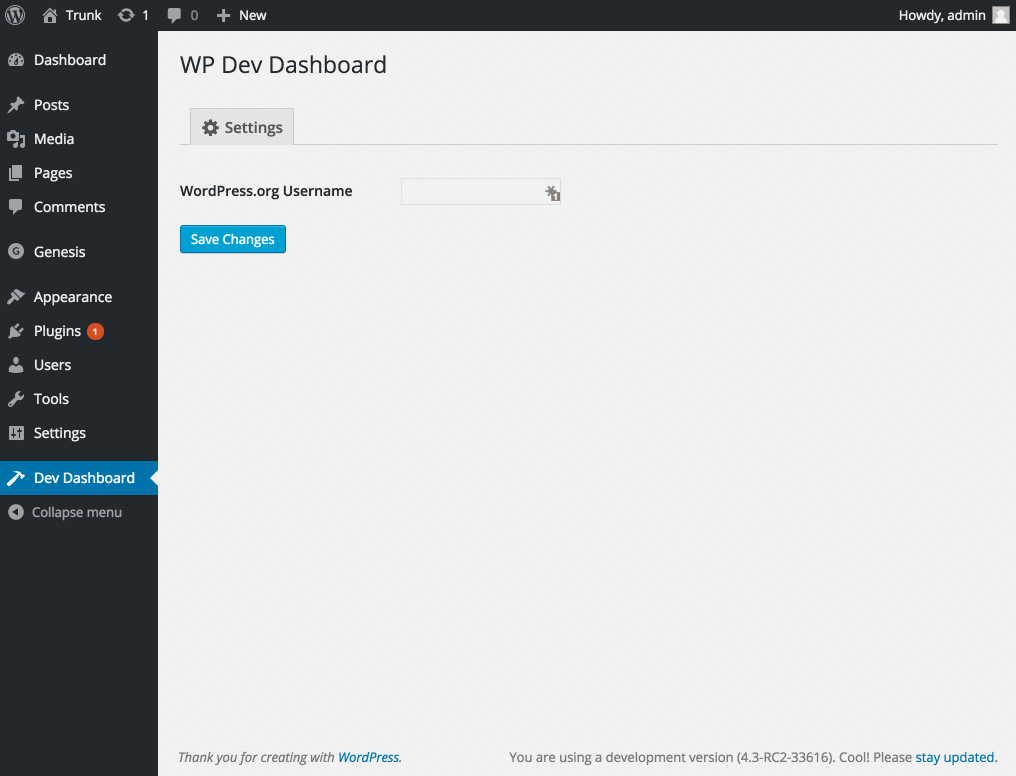 Trunk 1 0 New Howdy, admin
Dashboard
Posts
Media
Pages
Comments
Genesis
Appearance
Plugins 1
Users
Tools
Settings
Dev Dashboard
Collapse menu
WP Dev Dashboard
Settings
WordPress.org Username 1
Save Changes
Thank you for creating with WordPress. You are using a development version (4.3-RC2-33616). Cool! Please stay updated.